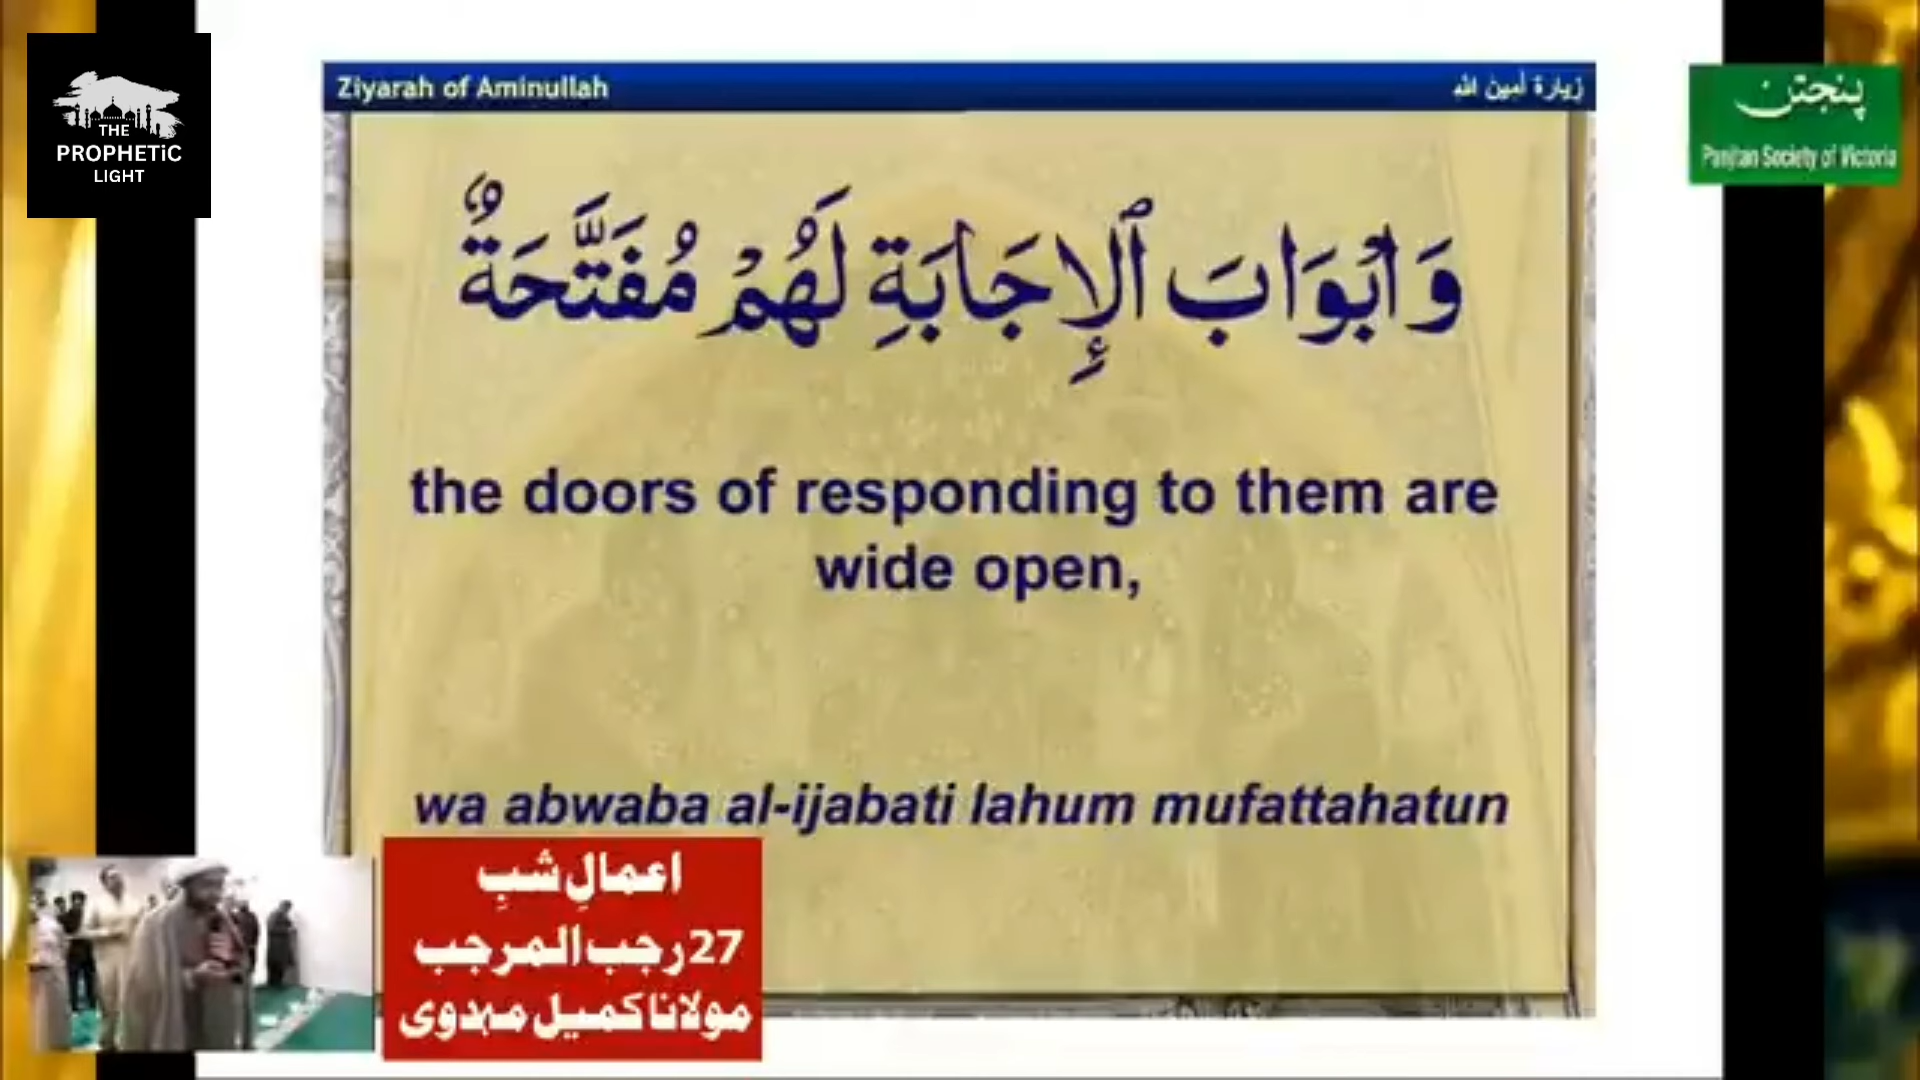 THE
PROPHETiC
LIGHT
Ziyarah of Aminullah
زيارة أمين الله
پنجتن
Panjtan Society of Victoria
وَابْوَابَ ٱلإِجَابَةِ لَهُمْ مُفَتَّحَةٌ
the doors of responding to them are
wide open,
wa abwaba al-ijabati lahum mufattahatun
اعمالِ شبِ
27رجب المرجب
مولانا کمیل مہدوی